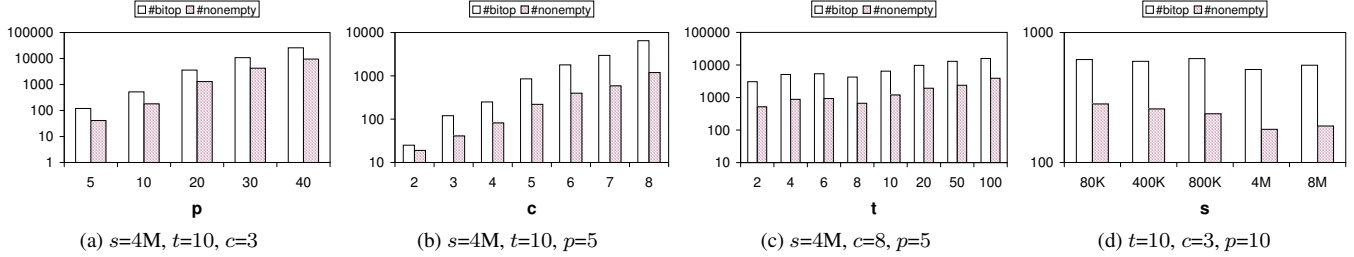 #bitop #nonempty
100000
10000
1000
100
10
1
5 10 20 30 40
p
(a) s=4M, t=10, c=3
#bitop #nonempty
10000
1000
100
10
2 3 4 5 6 7 8
c
(b) s=4M, t=10, p=5
#bitop #nonempty
100000
10000
1000
100
10
2 4 6 8 10 20 50 100
t
(c) s=4M, c=8, p=5
#bitop #nonempty
1000
100
80K 400K 800K 4M 8M
s
(d) t=10, c=3, p=10